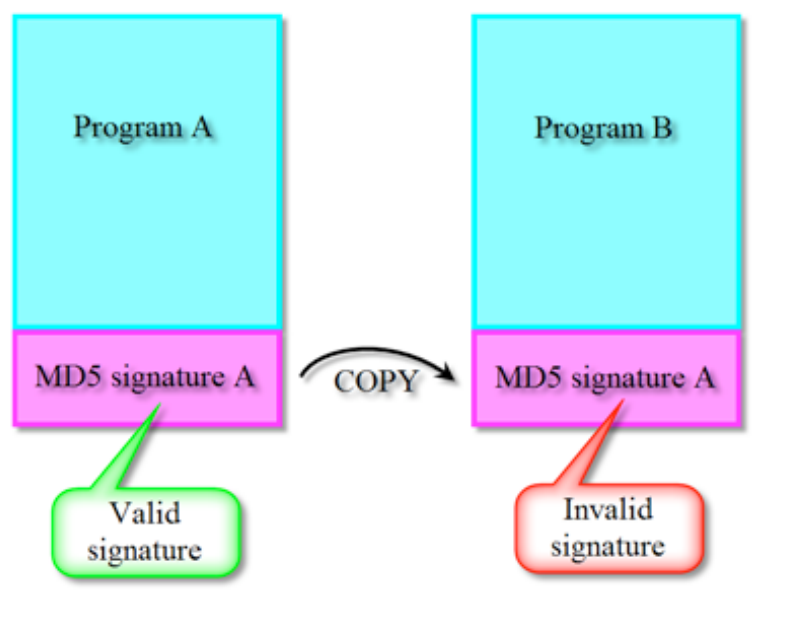 Program A
Program B
MD5 signature A
COPY
MD5 signature A
Valid
signature
Invalid
signature